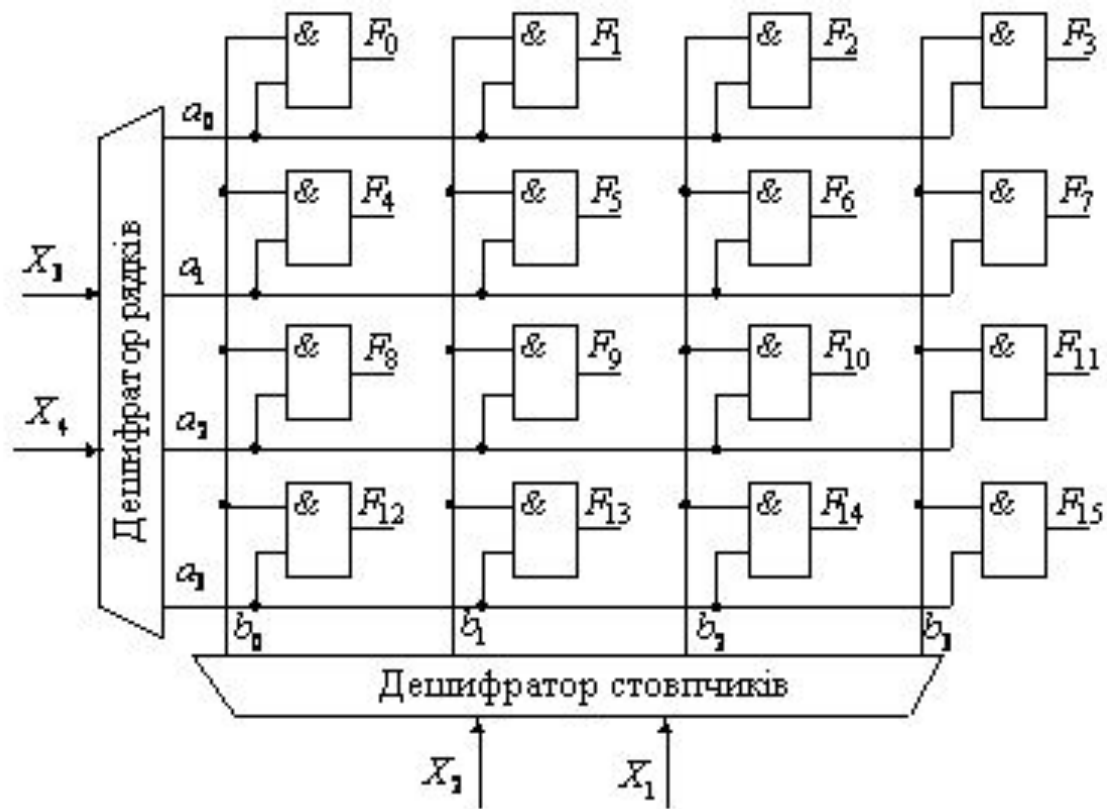 & F₀ & F₁ & F₂ & F₃
a₀
& F₄ & F₅ & F₆ & F₇
X₃ a₁
& F₈ & F₉ & F₁₀ & F₁₁
X₄ a₂
Дешифратор рядків
& F₁₂ & F₁₃ & F₁₄ & F₁₅
a₃
b₀ b₁ b₂ b₃
Дешифратор стовпчиків
X₂ X₁